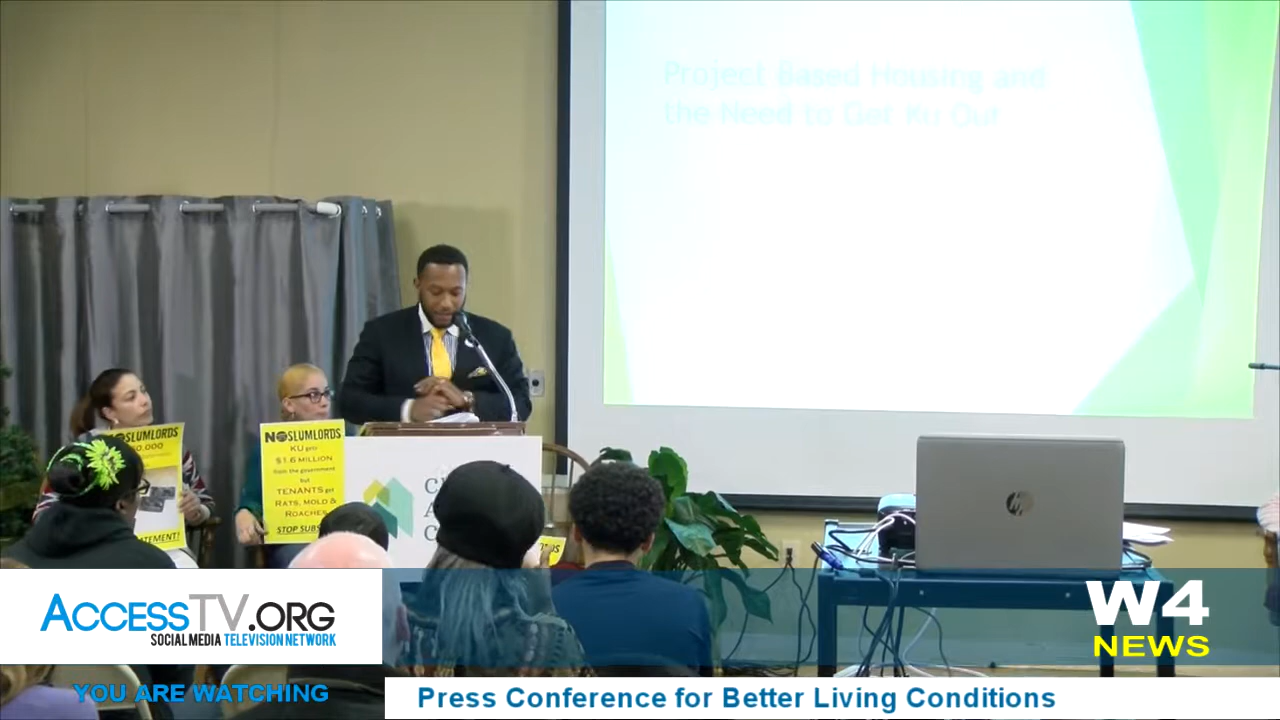 Project Based Housing and
the Need to Get Ku Out
NO SLUMLORDS
NO SLUMLORDS
KU gets
$1.6 MILLION
from the government
but
TENANTS get
RATS, MOLD &
ROACHES
STOP
hp
ACCESSTV.ORG
SOCIAL MEDIA TELEVISION NETWORK
W4
NEWS
YOU ARE WATCHING
Press Conference for Better Living Conditions